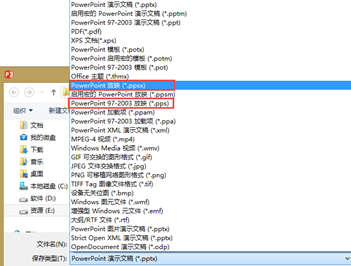 PowerPoint 演示文稿 (*.pptx)
启用宏的 PowerPoint 演示文稿 (*.pptm)
PowerPoint 97-2003 演示文稿 (*.ppt)
PDF(*.pdf)
XPS 文档(*.xps)
PowerPoint 模板 (*.potx)
PowerPoint 启用宏的模板 (*.potm)
PowerPoint 97-2003 模板 (*.pot)
Office 主题 (*.thmx)
PowerPoint 放映 (*.ppsx)
启用宏的 PowerPoint 放映 (*.ppsm)
PowerPoint 97-2003 放映 (*.pps)
PowerPoint 加载项 (*.ppam)
PowerPoint 97-2003 加载项 (*.ppa)
PowerPoint XML 演示文稿 (*.xml)
MPEG-4 视频 (*.mp4)
Windows Media 视频 (*.wmv)
GIF 可交换的图形格式 (*.gif)
JPEG 文件交换格式 (*.jpg)
PNG 可移植网络图形格式 (*.png)
TIFF Tag 图像文件格式 (*.tif)
设备无关位图 (*.bmp)
Windows 图元文件 (*.wmf)
增强型 Windows 元文件 (*.emf)
大纲/RTF 文件 (*.rtf)
PowerPoint 图片演示文稿 (*.pptx)
Strict Open XML 演示文稿 (*.pptx)
OpenDocument 演示文稿 (*.odp)
组织
新建文件
文档
我的微盘
下载
音乐
桌面
本地磁盘 (C:)
软件 (D:)
资源 (E:)
文件名(N):
保存类型(T):
PowerPoint 演示文稿 (*.pptx)